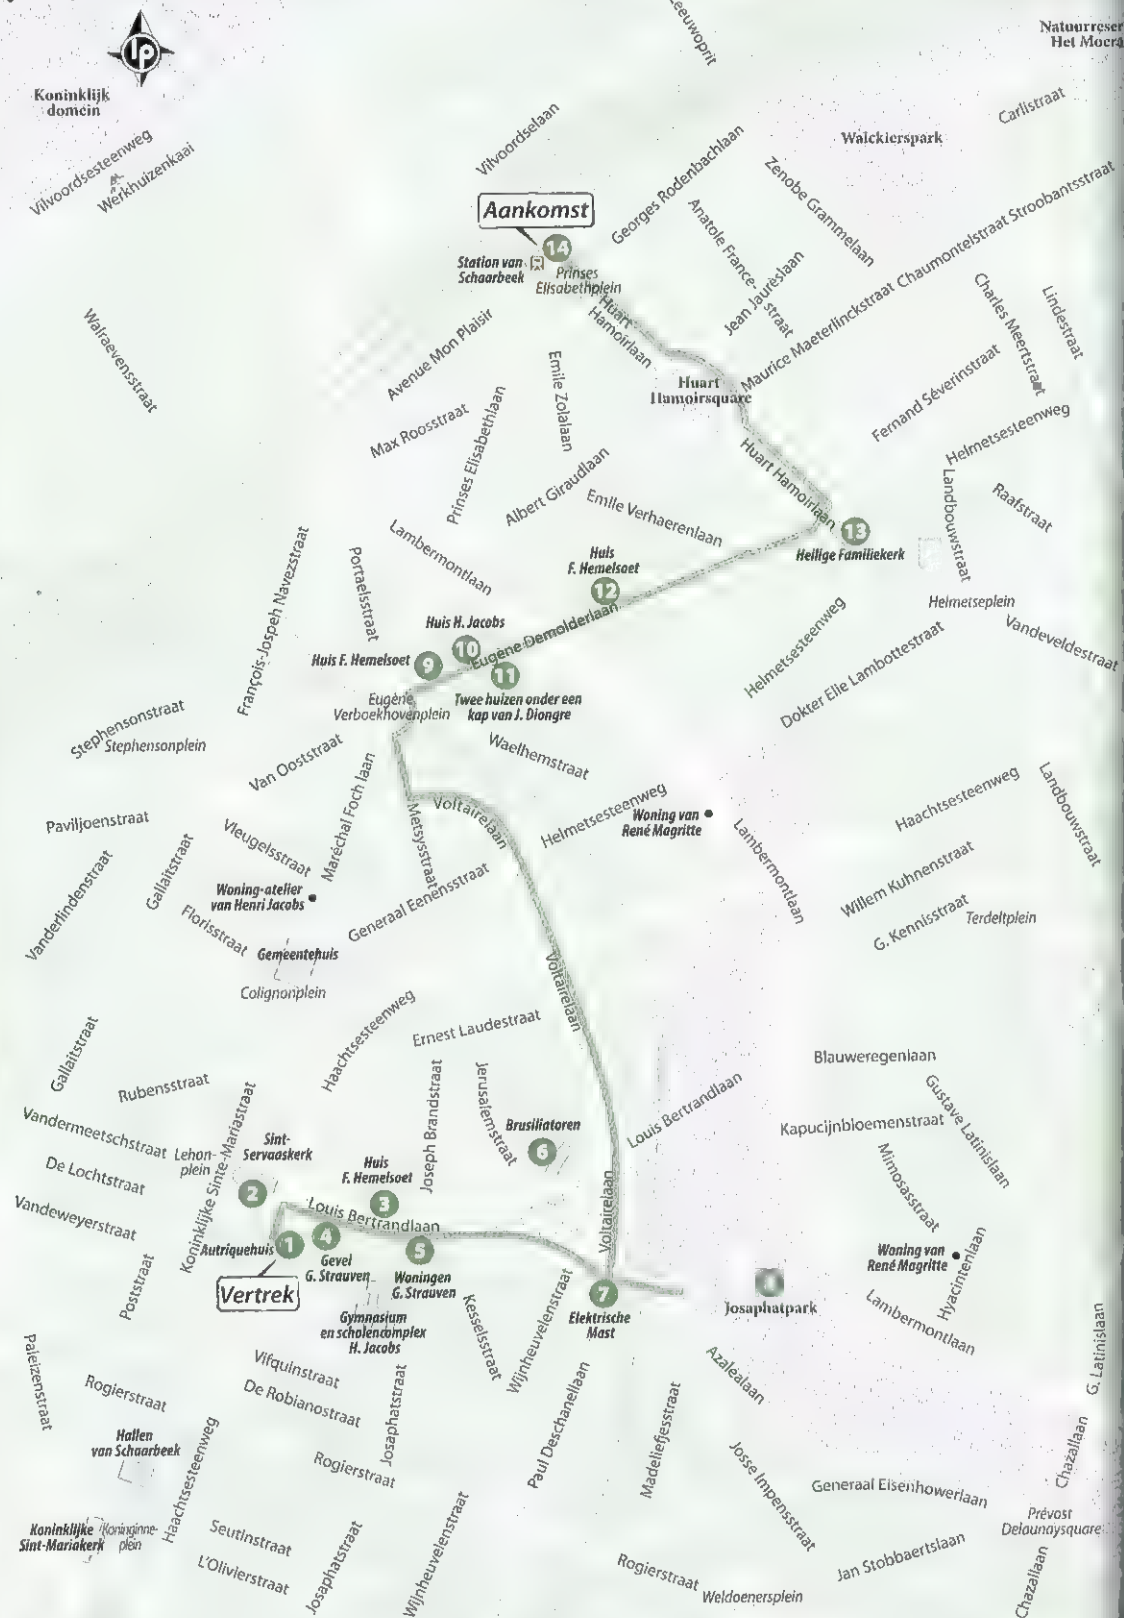 lp
Koninklijk
domein
Vilvoordsesteenweg
Werkhuizenkaai
Vilvoordselaan
Georges Rodenbachlaan
Walckierspark
Carlistraat
Zenobe Grammelaan
Anatole France-
straat
Jean Jaurèslaan
Maurice Maeterlinckstraat
Chaumontelstraat
Stroobantsstraat
Aankomst
14
Station van
Schaarbeek
Prinses
Elisabethplein
Huart
Hamoirlaan
Charles Meertstraat
Lindestraat
Walraevensstraat
Avenue Mon Plaisir
Emile Zolalaan
Huart
Hamoirsquare
Fernand Séverinstraat
Max Roosstraat
Prinses Elisabethlaan
Helmetsesteenweg
Huart Hamoirlaan
Albert Giraudlaan
Emile Verhaerenlaan
Landbouwstraat
Raafstraat
Lambermontlaan
13
Heilige Familiekerk
François-Jospeh Navezstraat
Portaelsstraat
Huis
F. Hemelsoet
12
Helmetseplein
Vandeveldestraat
Huis H. Jacobs
10
Eugène Demolderlaan
Helmetsesteenweg
Dokter Elie Lambottestraat
Huis F. Hemelsoet
9
11
Twee huizen onder een
kap van J. Diongre
Eugène
Verboekhovenplein
Stephensonstraat
Stephensonplein
Van Ooststraat
Waelhemstraat
Maréchal Foch laan
Metsysstraat
Voltairelaan
Helmetsesteenweg
Woning van
René Magritte
Lambermontlaan
Haachtsesteenweg
Landbouwstraat
Paviljoenstraat
Vleugelsstraat
Gallaitstraat
Vanderlindenstraat
Woning-atelier
van Henri Jacobs
Generaal Eenensstraat
Willem Kuhnenstraat
G. Kennisstraat
Terdeltplein
Florisstraat
Gemeentehuis
Colignonplein
Voltairelaan
Haachtsesteenweg
Ernest Laudestraat
Gallaitstraat
Rubensstraat
Blauweregenlaan
Louis Bertrandlaan
Gustave Latinislaan
Kapucijnbloemenstraat
Mimosasstraat
Vandermeetschstraat
Lehon-
plein
Koninklijke Sinte-Mariastraat
Sint-
Servaaskerk
2
Joseph Brandstraat
Jerusalemstraat
Brusiliatoren
6
De Lochtstraat
Huis
F. Hemelsoet
3
Vandeweyerstraat
Louis Bertrandlaan
Voltairelaan
Autriquehuis
1
4
Gevel
G. Strauven
5
Woningen
G. Strauven
Vertrek
Poststraat
Gymnasium
en scholencomplex
H. Jacobs
Kesselsstraat
Wijnheuvelenstraat
7
Elektrische
Mast
Josaphatpark
Woning van
René Magritte
Hyacintenlaan
Lambermontlaan
G. Latinislaan
Paleizenstraat
Vifquinstraat
De Robianostraat
Josaphatstraat
Azaléalaan
Rogierstraat
Hallen
van Schaarbeek
Haachtsesteenweg
Rogierstraat
Paul Deschanellaan
Madeliefjesstraat
Josse Impensstraat
Generaal Eisenhowerlaan
Chazallaan
Prévost
Delaunaysquare
Koninklijke
Sint-Mariakerk
Koninginne-
plein
Seutinstraat
L'Olivierstraat
Josaphatstraat
Wijnheuvelenstraat
Rogierstraat
Weldoenersplein
Jan Stobbaertslaan
Chazallaan